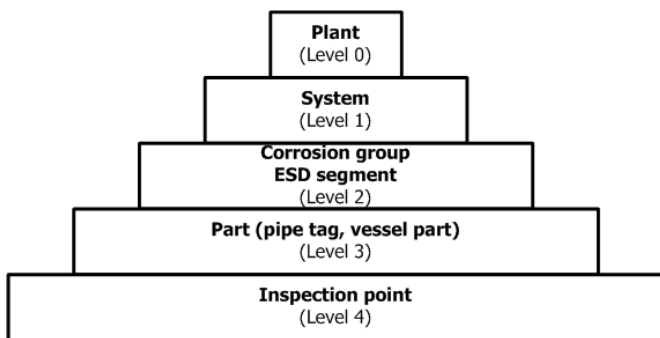 Plant
(Level 0)
System
(Level 1)
Corrosion group
ESD segment
(Level 2)
Part (pipe tag, vessel part)
(Level 3)
Inspection point
(Level 4)